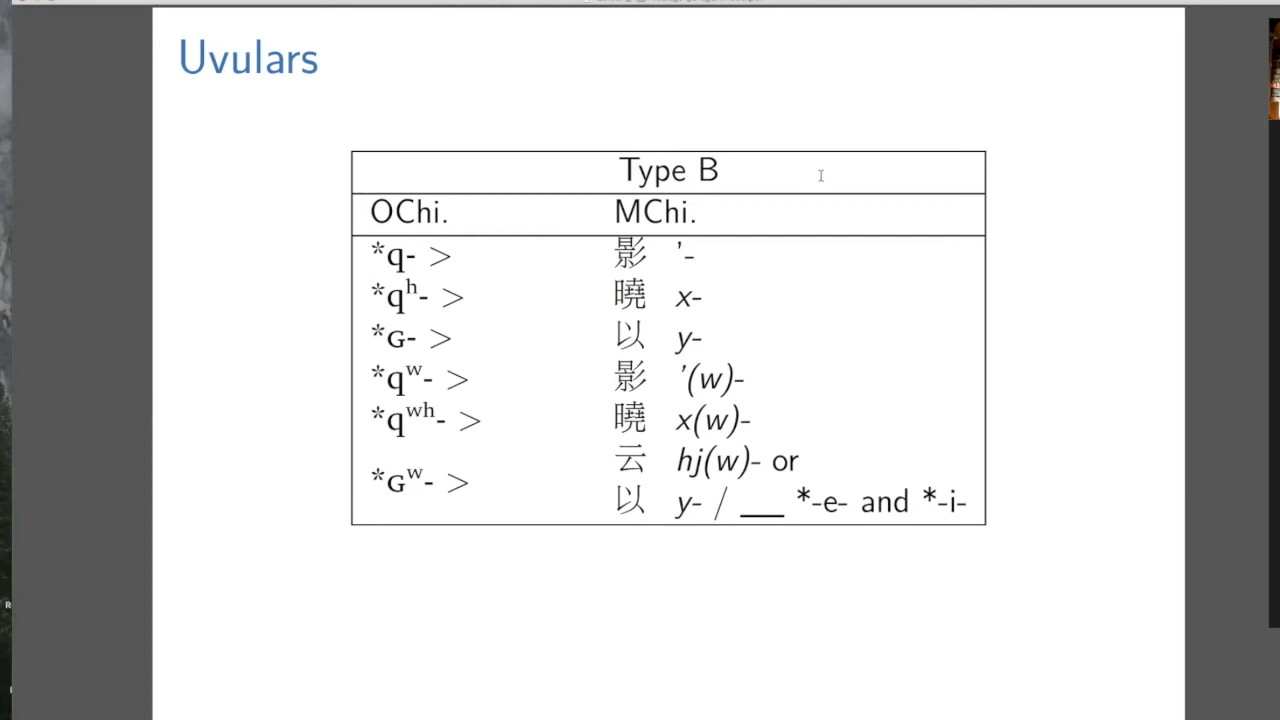 Uvulars
Type B
OChi. MChi.
*q- > 影 ’-
*qʰ- > 曉 x-
*ɢ- > 以 y-
*qʷ- > 影 ’(w)-
*qʷʰ- > 曉 x(w)-
*ɢʷ- > 云 hj(w)- or
以 y- / ___ *-e- and *-i-